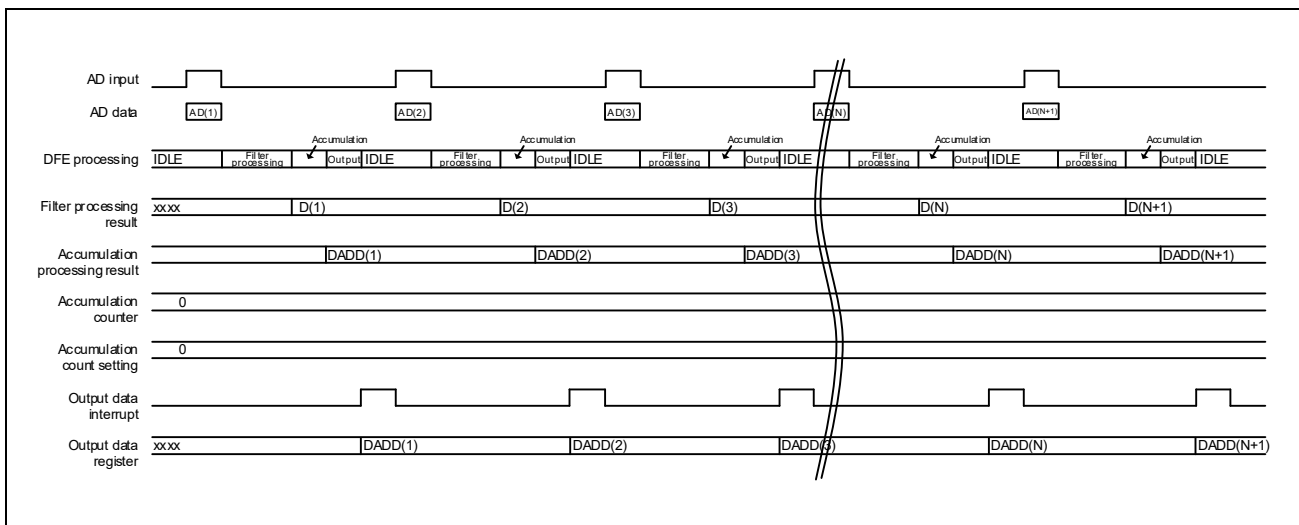 AD input
AD data
AD(1) AD(2) AD(3) AD(N) AD(N+1)
Accumulation Accumulation Accumulation Accumulation Accumulation
DFE processing
IDLE Filter processing Output IDLE Filter processing Output IDLE Filter processing Output IDLE Filter processing Output IDLE Filter processing Output IDLE
Filter processing
result
xxxx D(1) D(2) D(3) D(N) D(N+1)
Accumulation
processing result
DADD(1) DADD(2) DADD(3) DADD(N) DADD(N+1)
Accumulation
counter
0
Accumulation
count setting
0
Output data
interrupt
Output data
register
xxxx DADD(1) DADD(2) DADD(3) DADD(N) DADD(N+1)